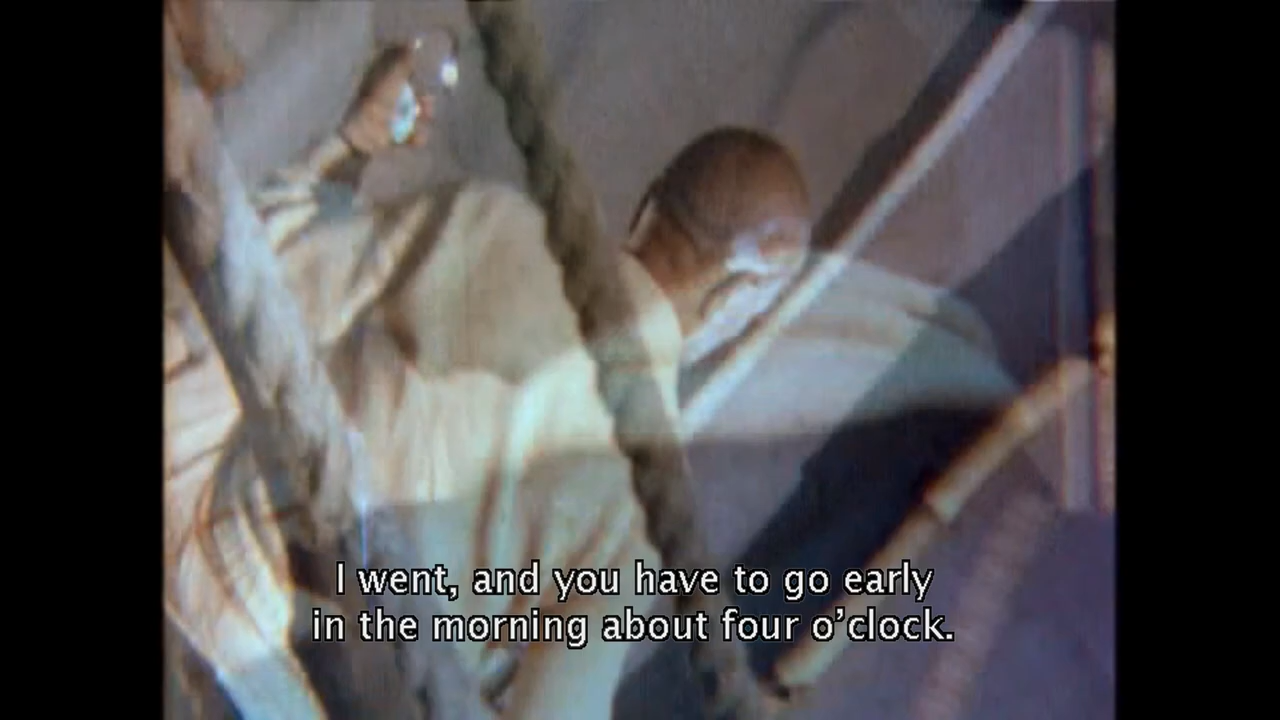 I went, and you have to go early
in the morning about four o’clock.